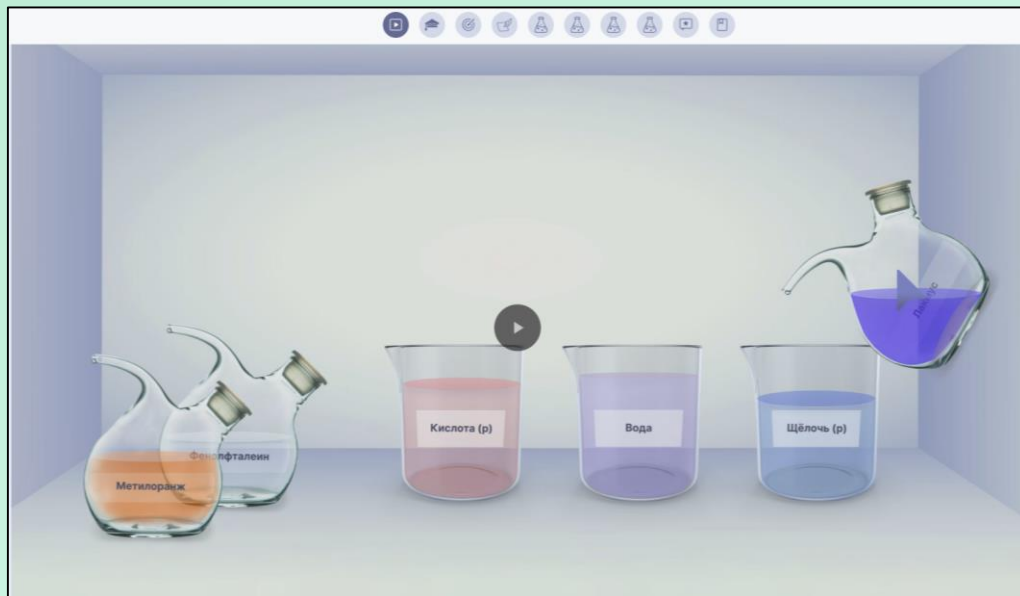 Лакмус
Кислота (р)
Вода
Щёлочь (р)
Фенолфталеин
Метилоранж